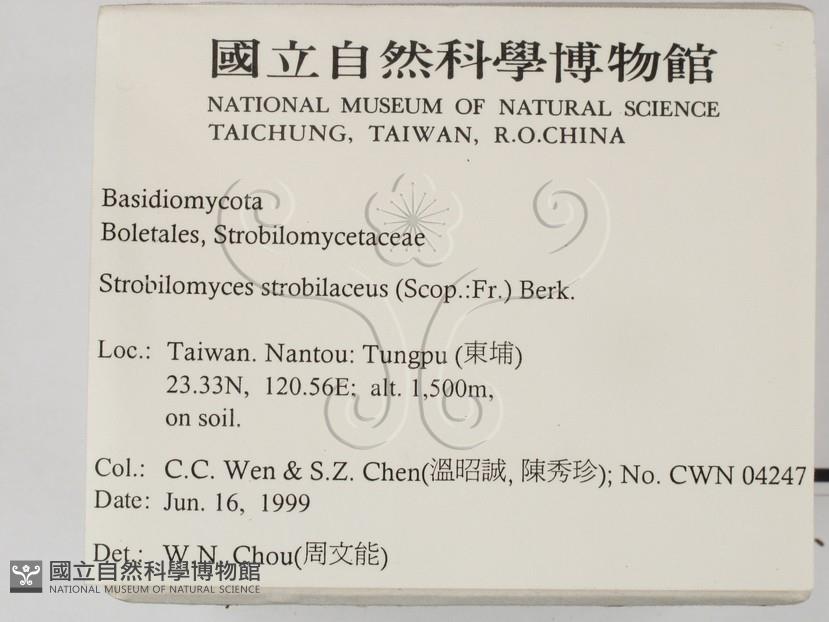 國立自然科學博物館
NATIONAL MUSEUM OF NATURAL SCIENCE
TAICHUNG, TAIWAN, R.O.CHINA
Basidiomycota
Boletales, Strobilomycetaceae
Strobilomyces strobilaceus (Scop.:Fr.) Berk.
Loc.: Taiwan. Nantou: Tungpu (東埔)
23.33N, 120.56E; alt. 1,500m,
on soil.
Col.: C.C. Wen & S.Z. Chen(溫昭誠, 陳秀珍); No. CWN 04247
Date: Jun. 16, 1999
Det.: W.N. Chou(周文能)
國立自然科學博物館
NATIONAL MUSEUM OF NATURAL SCIENCE